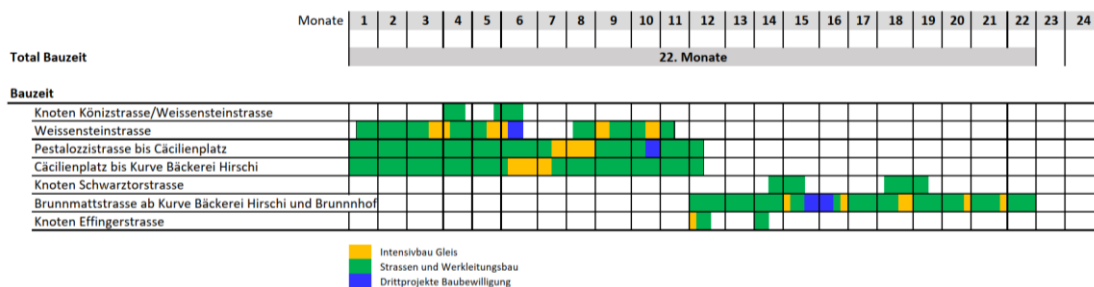 Monate 1 2 3 4 5 6 7 8 9 10 11 12 13 14 15 16 17 18 19 20 21 22 23 24
Total Bauzeit 22. Monate
Bauzeit
Knoten Könizstrasse/Weissensteinstrasse
Weissensteinstrasse
Pestalozzistrasse bis Cäcilienplatz
Cäcilienplatz bis Kurve Bäckerei Hirschi
Knoten Schwarztorstrasse
Brunnmattstrasse ab Kurve Bäckerei Hirschi und Brunnnhof
Knoten Effingerstrasse
Intensivbau Gleis
Strassen und Werkleitungsbau
Drittprojekte Baubewilligung